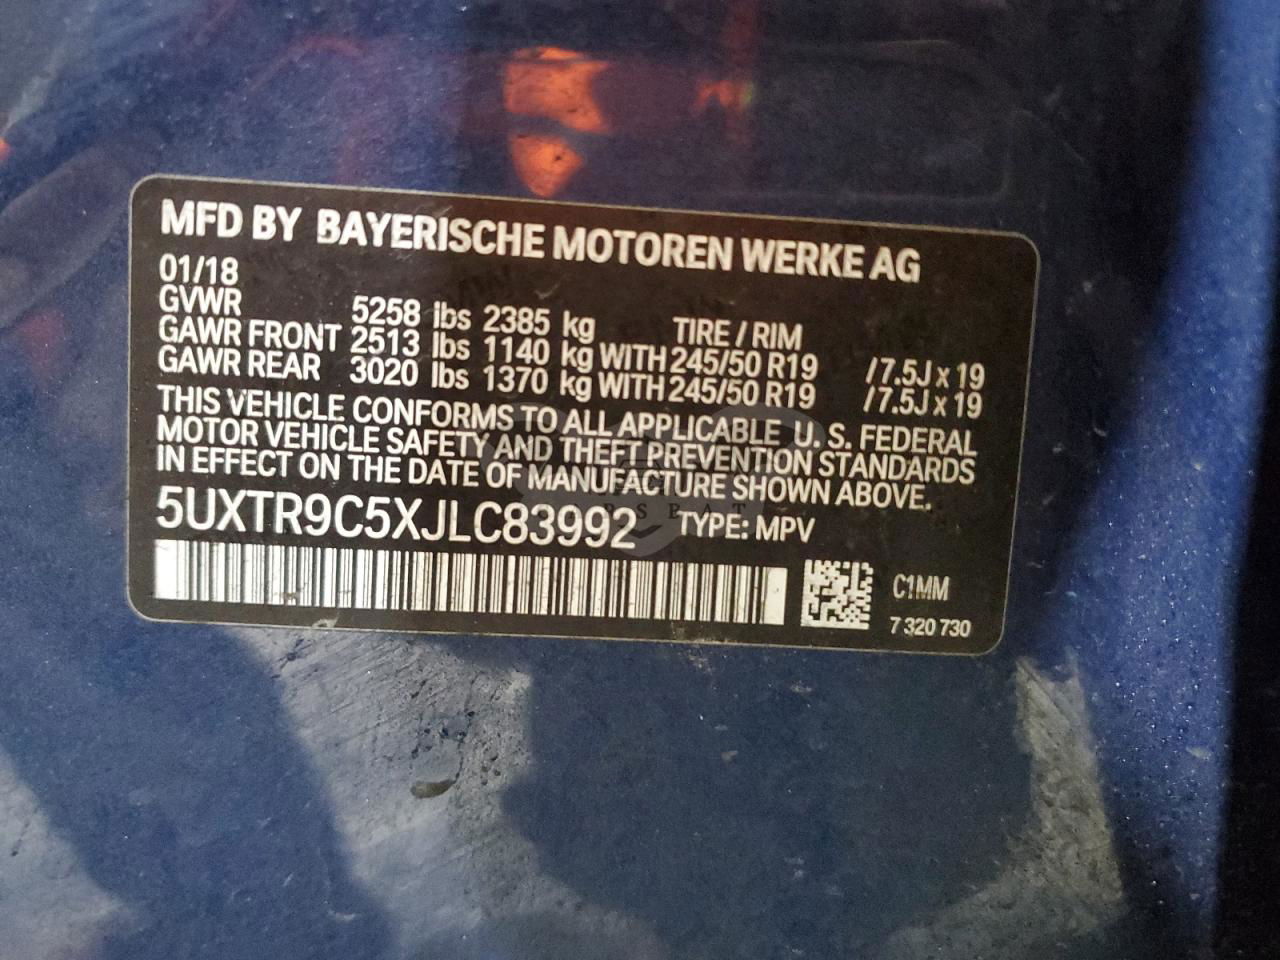 MFD BY BAYERISCHE MOTOREN WERKE AG
01/18
GVWR 5258 lbs 2385 kg TIRE / RIM
GAWR FRONT 2513 lbs 1140 kg WITH 245/50 R19 / 7.5J x 19
GAWR REAR 3020 lbs 1370 kg WITH 245/50 R19 / 7.5J x 19
THIS VEHICLE CONFORMS TO ALL APPLICABLE U. S. FEDERAL
MOTOR VEHICLE SAFETY AND THEFT PREVENTION STANDARDS
IN EFFECT ON THE DATE OF MANUFACTURE SHOWN ABOVE.
5UXTR9C5XJLC83992 TYPE: MPV
C1MM
7 320 730